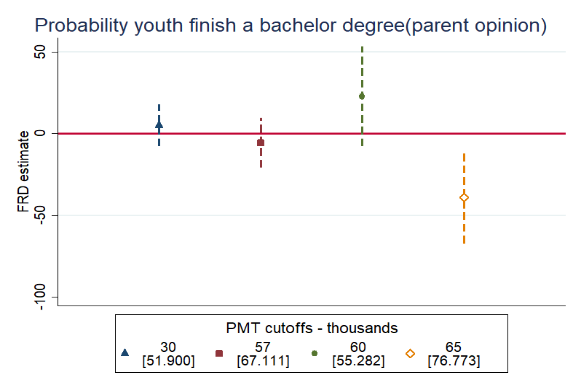 Probability youth finish a bachelor degree(parent opinion)
50
0
-50
-100
FRD estimate
PMT cutoffs - thousands
30 57 60 65
[51.900] [67.111] [55.282] [76.773]